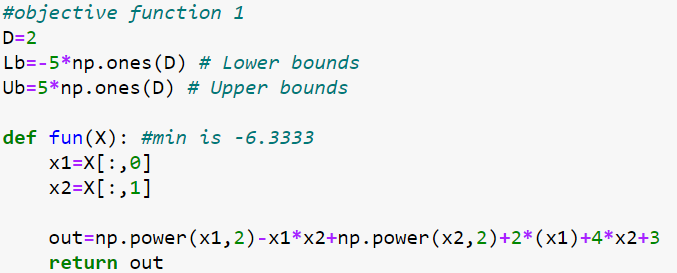 #objective function 1
D=2
Lb=-5*np.ones(D) # Lower bounds
Ub=5*np.ones(D) # Upper bounds

def fun(X): #min is -6.3333
    x1=X[:,0]
    x2=X[:,1]

    out=np.power(x1,2)-x1*x2+np.power(x2,2)+2*(x1)+4*x2+3
    return out